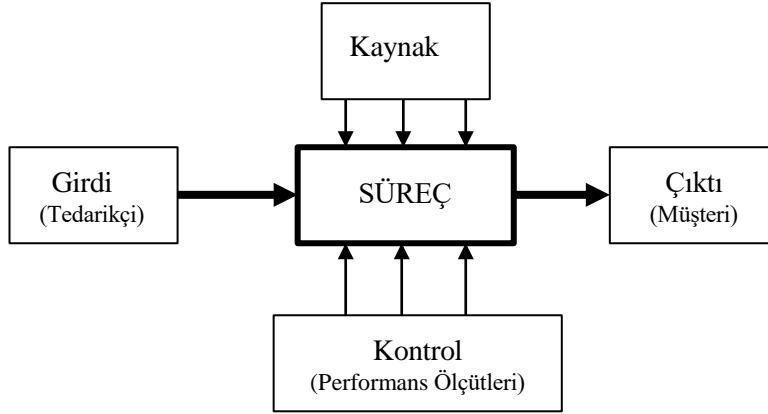 Kaynak
Girdi
(Tedarikçi)
SÜREÇ
Çıktı
(Müşteri)
Kontrol
(Performans Ölçütleri)